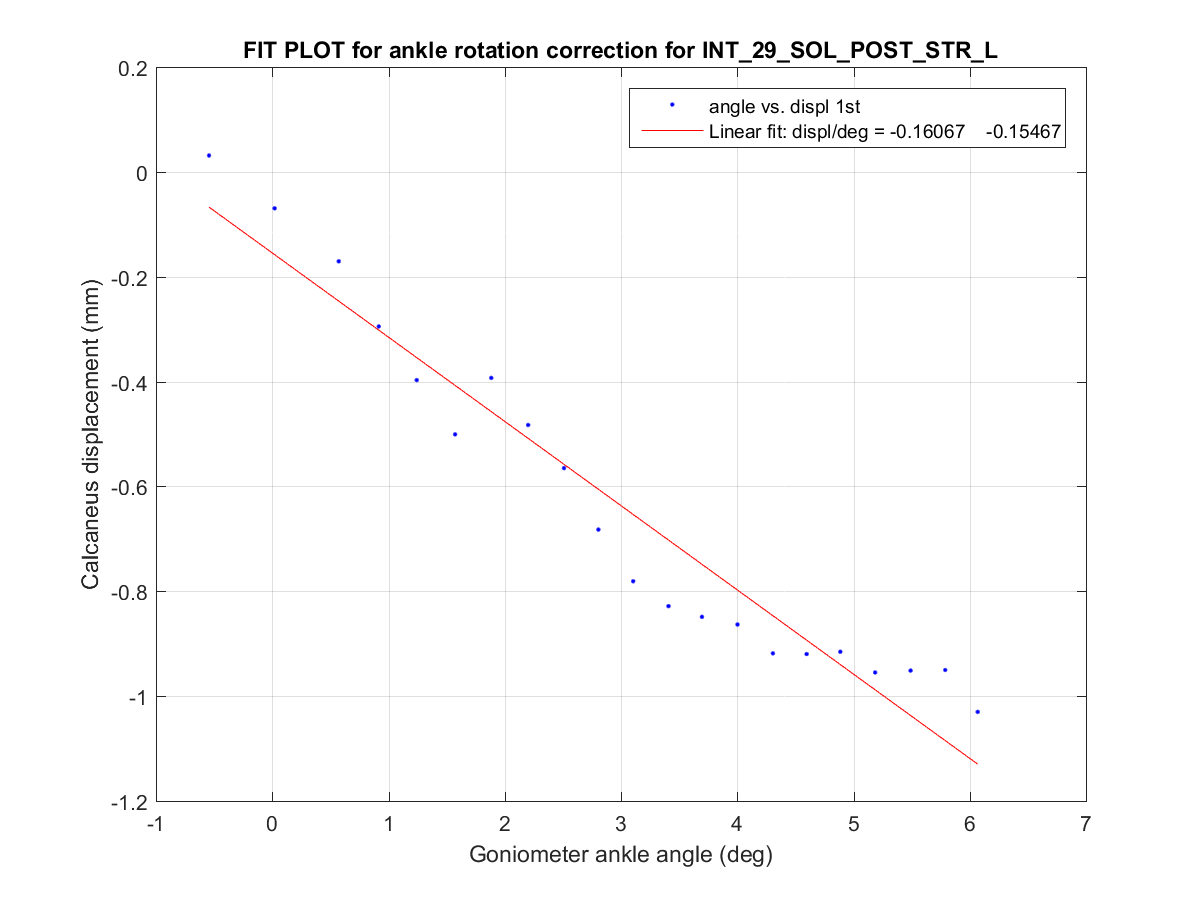 FIT PLOT for ankle rotation correction for INT_29_SOL_POST_STR_L
angle vs. displ 1st
Linear fit: displ/deg = -0.16067    -0.15467
0.2
0
-0.2
-0.4
-0.6
-0.8
-1
-1.2
Calcaneus displacement (mm)
-1 0 1 2 3 4 5 6 7
Goniometer ankle angle (deg)